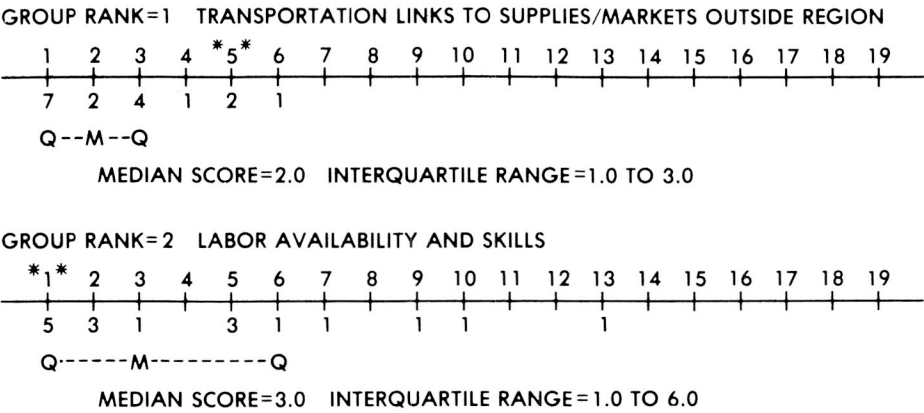 GROUP RANK=1 TRANSPORTATION LINKS TO SUPPLIES/MARKETS OUTSIDE REGION
1 2 3 4 *5* 6 7 8 9 10 11 12 13 14 15 16 17 18 19
7 2 4 1 2 1
Q--M--Q
MEDIAN SCORE=2.0 INTERQUARTILE RANGE=1.0 TO 3.0
GROUP RANK=2 LABOR AVAILABILITY AND SKILLS
*1* 2 3 4 5 6 7 8 9 10 11 12 13 14 15 16 17 18 19
5 3 1 3 1 1 1 1 1
Q------M---------Q
MEDIAN SCORE=3.0 INTERQUARTILE RANGE=1.0 TO 6.0